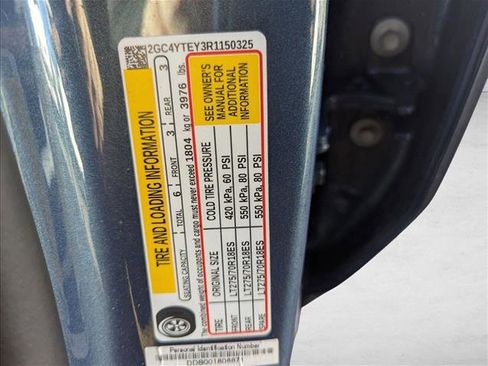 2GC4YTEY3R1150325
TIRE AND LOADING INFORMATION
SEATING CAPACITY TOTAL 6 FRONT 3 REAR 3
The combined weight of occupants and cargo must never exceed 1804 kg or 3976 lbs.
ORIGINAL SIZE COLD TIRE PRESSURE
FRONT LT275/70R18ES 420 kPa, 60 PSI
REAR LT275/70R18ES 550 kPa, 80 PSI
SPARE LT275/70R18ES 550 kPa, 80 PSI
SEE OWNER'S
MANUAL FOR
ADDITIONAL
INFORMATION
Personal Identification Number